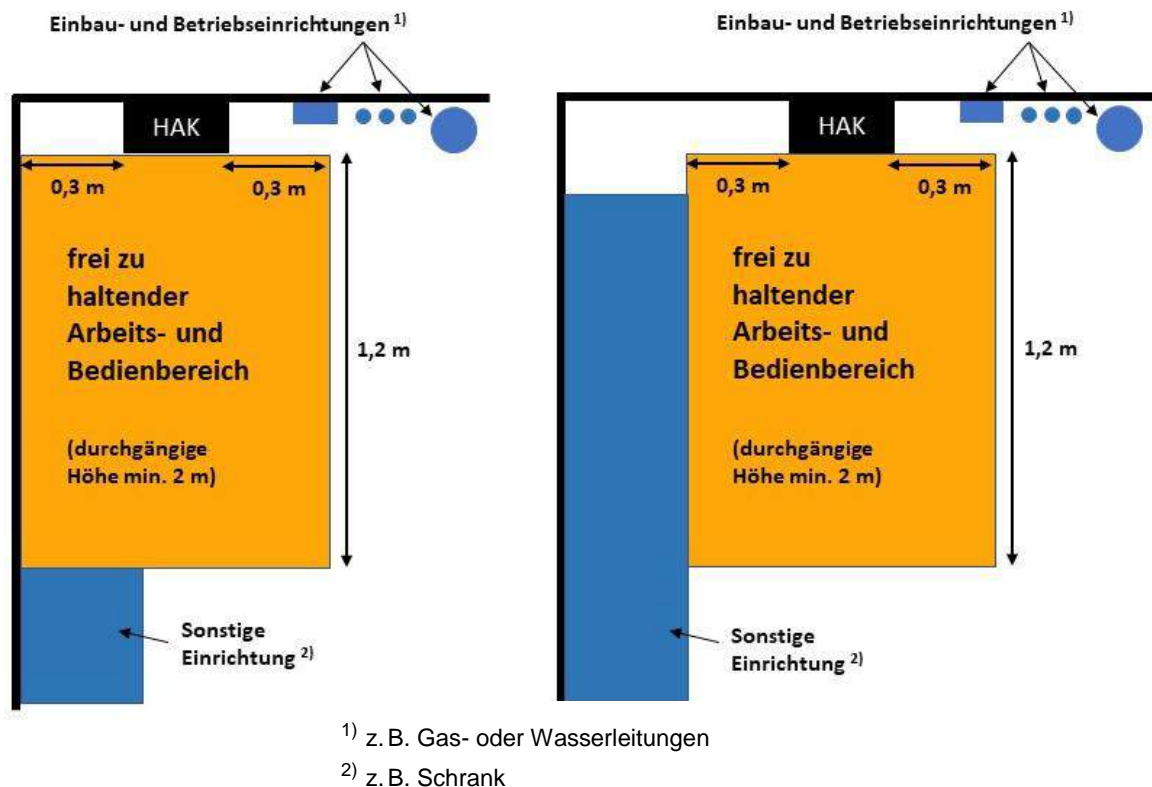 Einbau- und Betriebseinrichtungen 1)
HAK
0,3 m
0,3 m
frei zu
haltender
Arbeits- und
Bedienbereich
(durchgängige
Höhe min. 2 m)
1,2 m
Sonstige
Einrichtung 2)
Einbau- und Betriebseinrichtungen 1)
HAK
0,3 m
0,3 m
frei zu
haltender
Arbeits- und
Bedienbereich
(durchgängige
Höhe min. 2 m)
1,2 m
Sonstige
Einrichtung 2)
1) z. B. Gas- oder Wasserleitungen
2) z. B. Schrank